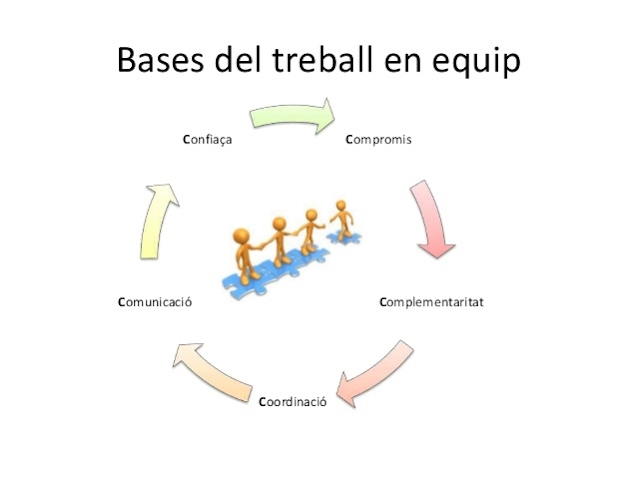 Bases del treball en equip
Confiaça
Compromis
Comunicació
Complementaritat
Coordinació